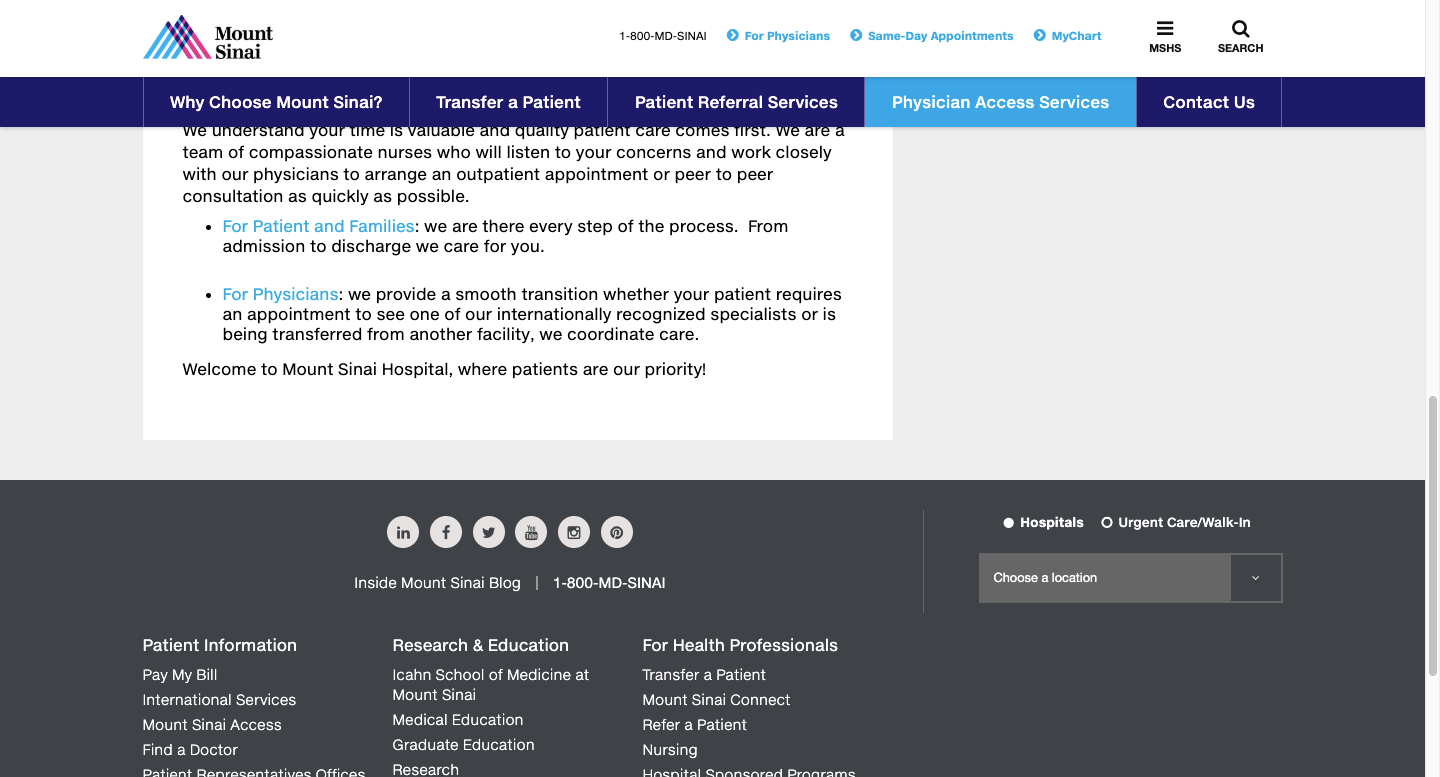 Mount
Sinai
1-800-MD-SINAI
For Physicians
Same-Day Appointments
MyChart
MSHS
SEARCH
Why Choose Mount Sinai?
Transfer a Patient
Patient Referral Services
Physician Access Services
Contact Us
We understand your time is valuable and quality patient care comes first. We are a
team of compassionate nurses who will listen to your concerns and work closely
with our physicians to arrange an outpatient appointment or peer to peer
consultation as quickly as possible.
• For Patient and Families: we are there every step of the process.  From
admission to discharge we care for you.
• For Physicians: we provide a smooth transition whether your patient requires
an appointment to see one of our internationally recognized specialists or is
being transferred from another facility, we coordinate care.
Welcome to Mount Sinai Hospital, where patients are our priority!
in
f
You
Tube
Inside Mount Sinai Blog | 1-800-MD-SINAI
Hospitals
Urgent Care/Walk-In
Choose a location
Patient Information
Pay My Bill
International Services
Mount Sinai Access
Find a Doctor
Patient Representatives Offices
Research & Education
Icahn School of Medicine at
Mount Sinai
Medical Education
Graduate Education
Research
For Health Professionals
Transfer a Patient
Mount Sinai Connect
Refer a Patient
Nursing
Hospital Sponsored Programs